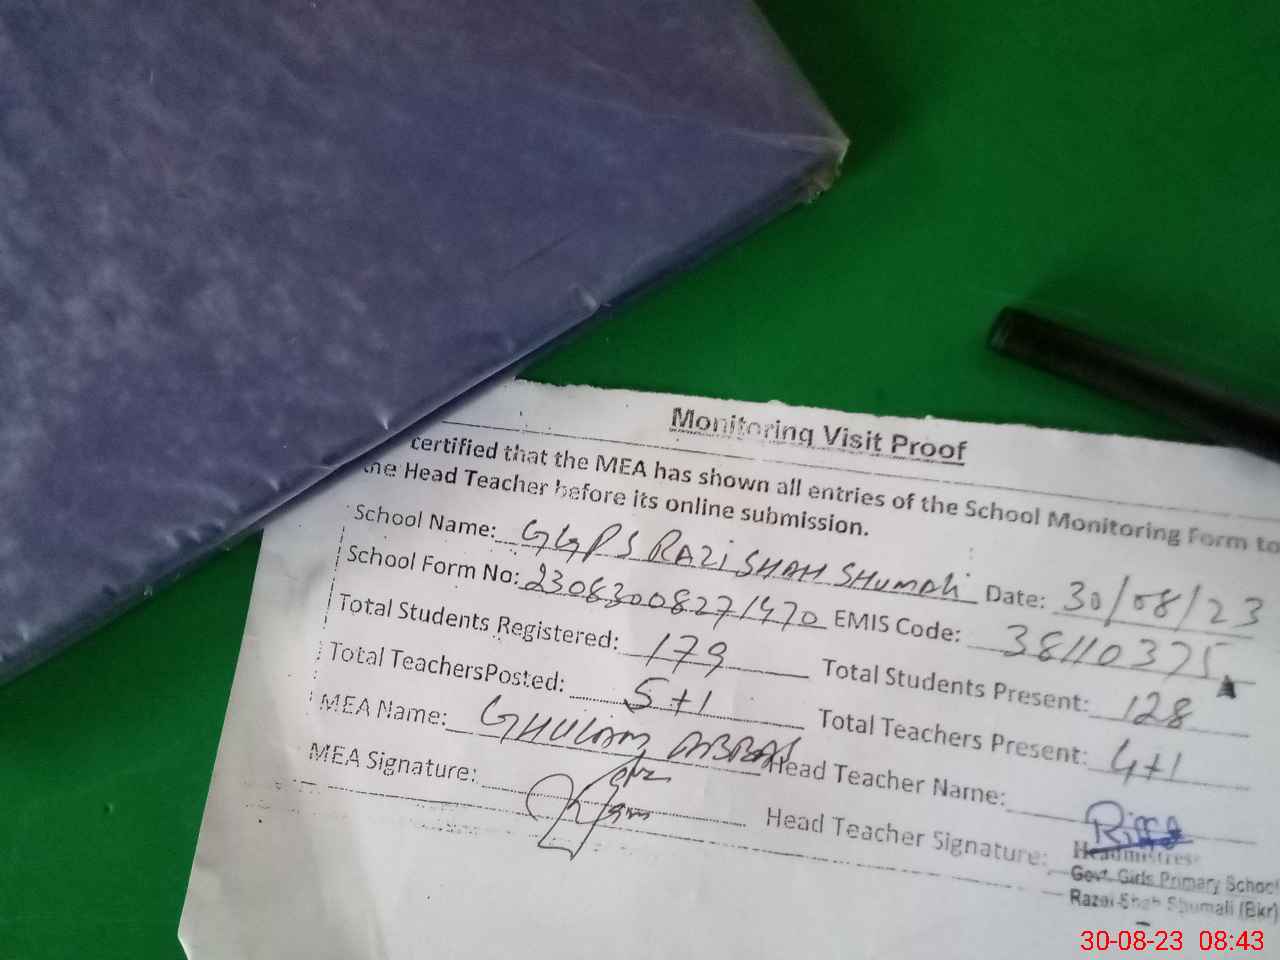 Monitoring Visit Proof
certified that the MEA has shown all entries of the School Monitoring Form to
the Head Teacher before its online submission.
School Name: GGPS RAZI SHAH SHUMALI Date: 30/08/23
School Form No: 23083008271470 EMIS Code: 38110375
Total Students Registered: 179 Total Students Present: 128
Total TeachersPosted: 5+1 Total Teachers Present: 4+1
MEA Name: GHULAM ABBAS Head Teacher Name:
MEA Signature: Head Teacher Signature:
Headmistress
Govt. Girls Primary School
Razai Shah Shumali (Bkr)
30-08-23 08:43